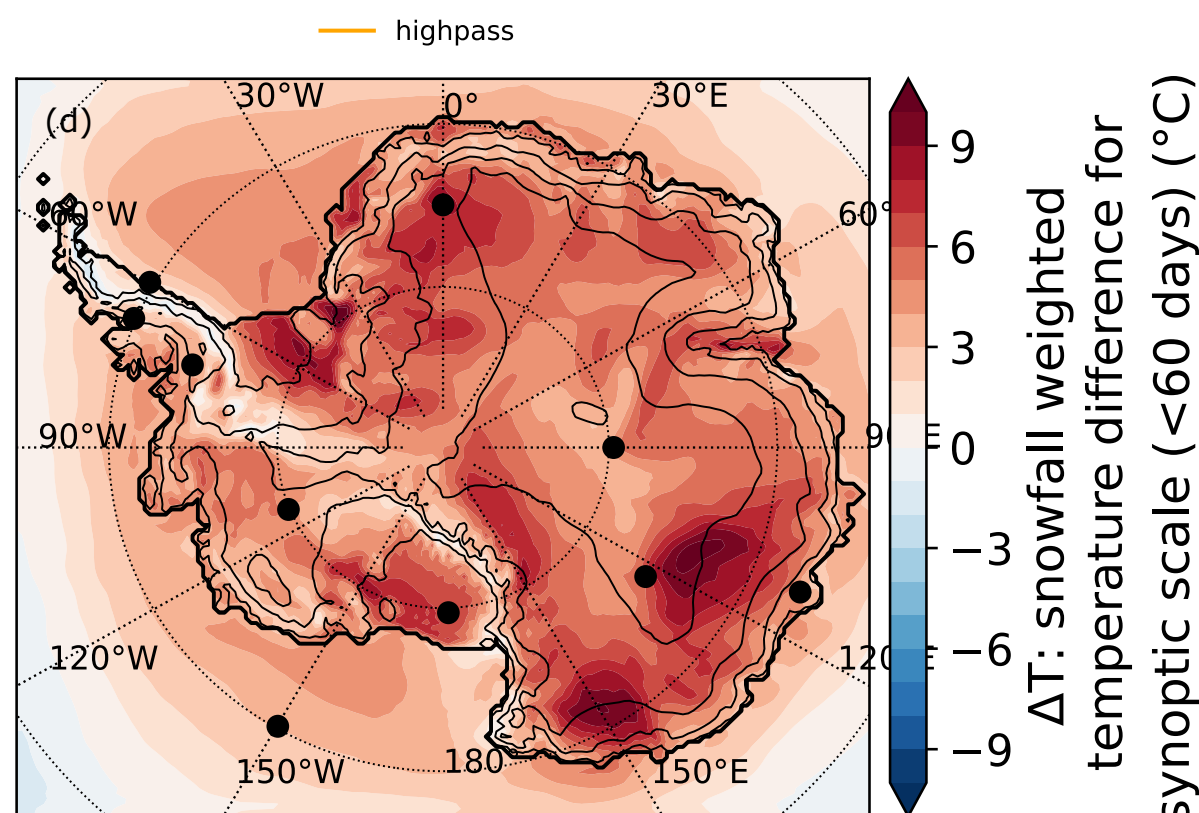 highpass
(d)
30°W
0°
30°E
60°W
60°
90°W
90
120°W
120
150°W
180°
150°E
9
6
3
0
−3
−6
−9
ΔT: snowfall weighted
temperature difference for
synoptic scale (<60 days) (°C)